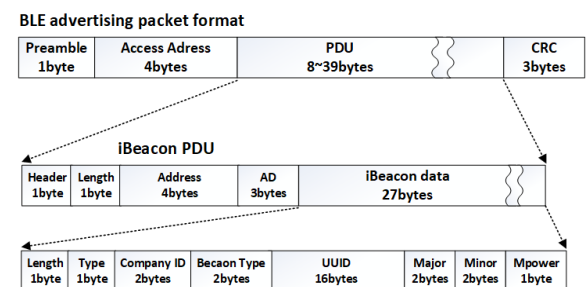 BLE advertising packet format
Preamble Access Adress PDU CRC
1byte 4bytes 8~39bytes 3bytes
iBeacon PDU
Header Length Address AD iBeacon data
1byte 1byte 4bytes 3bytes 27bytes
Length Type Company ID Becaon Type UUID Major Minor Mpower
1byte 1byte 2bytes 2bytes 16bytes 2bytes 2bytes 1byte